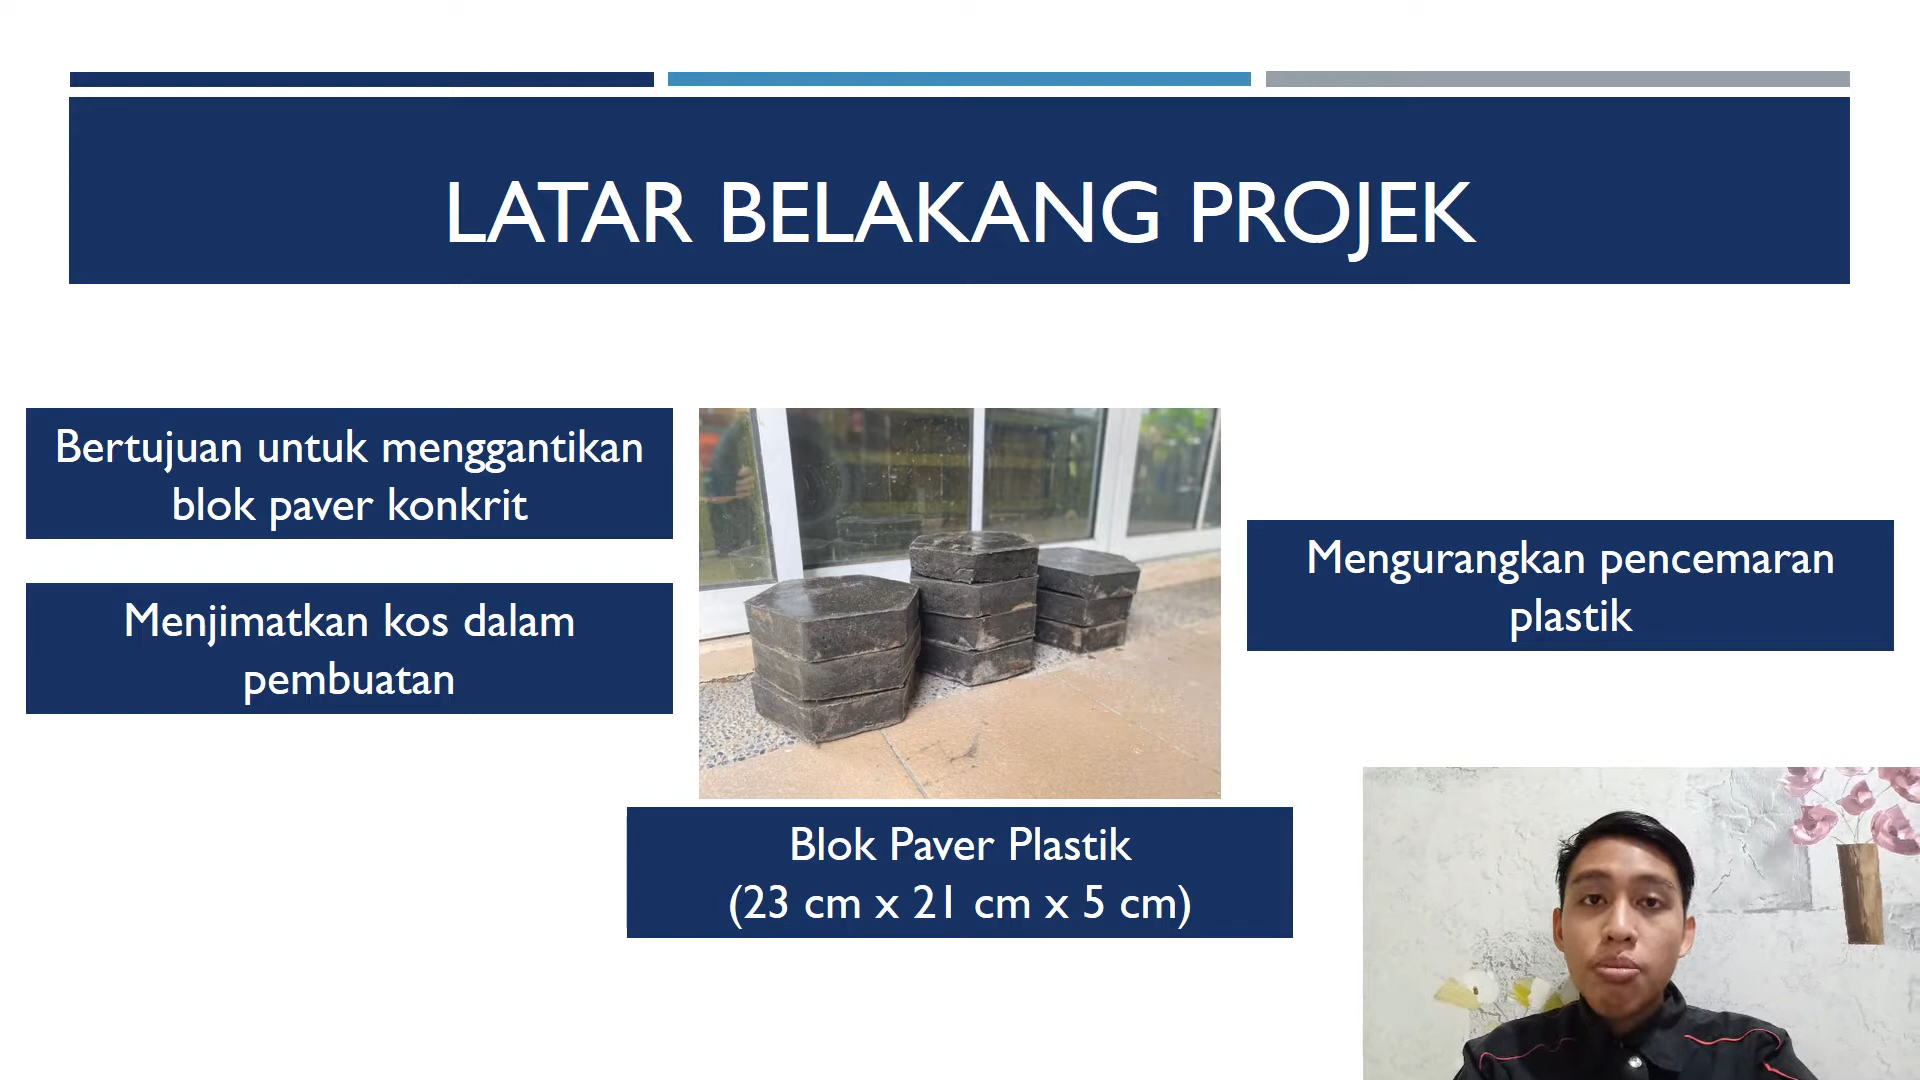 LATAR BELAKANG PROJEK
Bertujuan untuk menggantikan
blok paver konkrit
Menjimatkan kos dalam
pembuatan
Mengurangkan pencemaran
plastik
Blok Paver Plastik
(23 cm x 21 cm x 5 cm)